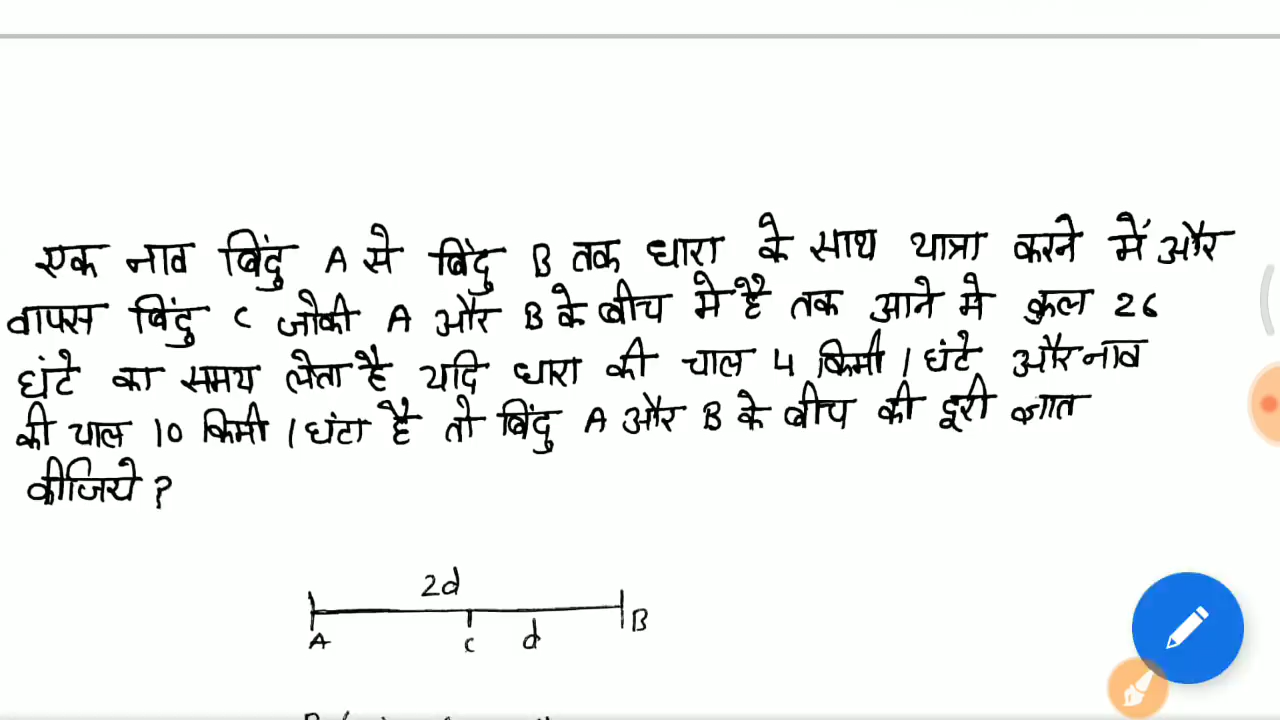 एक नाव बिंदु A से बिंदु B तक धारा के साथ यात्रा करने में और
वापस बिंदु C जोकी A और B के बीच मे है तक आने मे कुल 26
घंटे का समय लेता है यदि धारा की चाल 4 किमी / घंटे और नाव
की चाल 10 किमी / घंटा है तो बिंदु A और B के बीच की दूरी ज्ञात
कीजिये ?
2d
A C d B